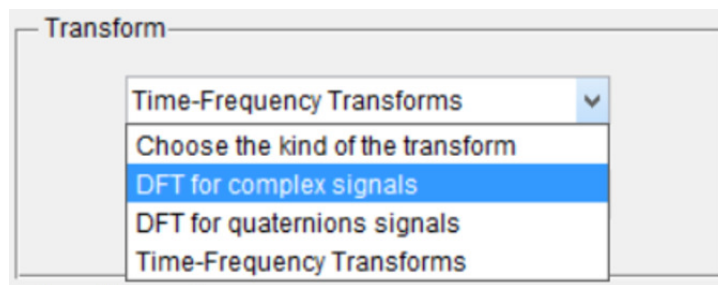 Transform
Time-Frequency Transforms
Choose the kind of the transform
DFT for complex signals
DFT for quaternions signals
Time-Frequency Transforms